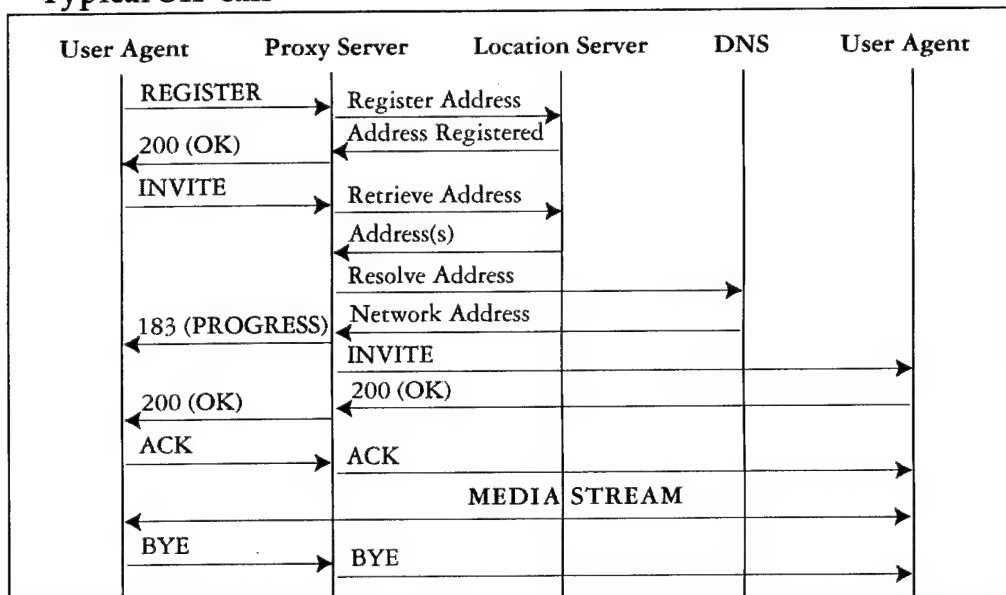 User Agent Proxy Server Location Server DNS User Agent
REGISTER
Register Address
Address Registered
200 (OK)
INVITE
Retrieve Address
Address(s)
Resolve Address
Network Address
183 (PROGRESS)
INVITE
200 (OK)
200 (OK)
ACK
ACK
MEDIA STREAM
BYE
BYE